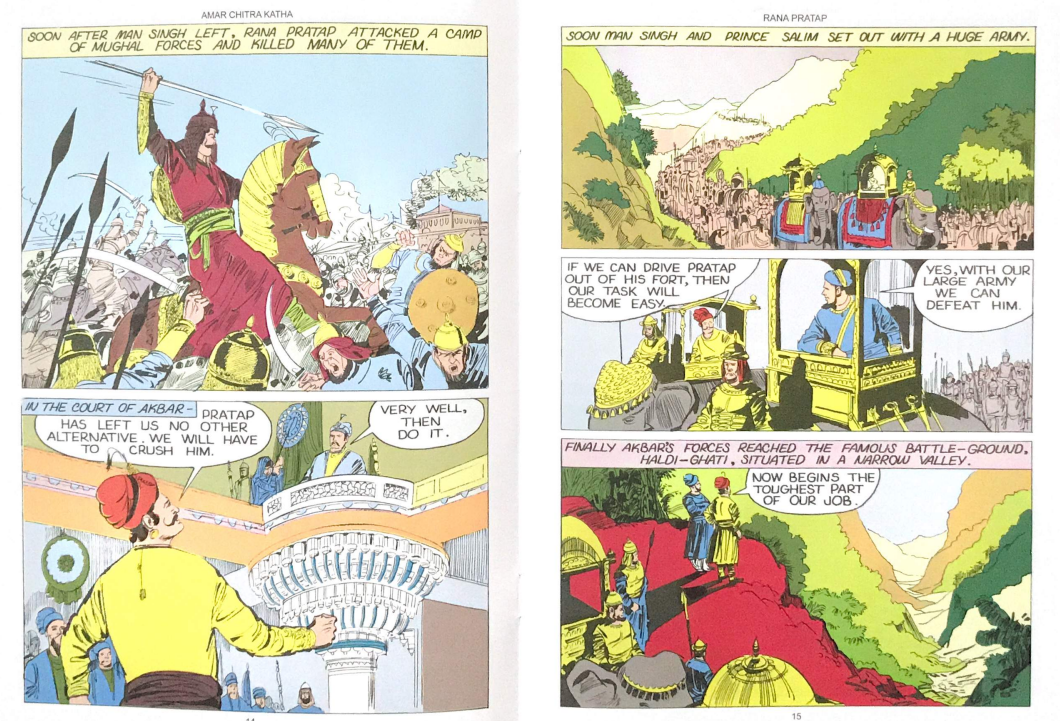 AMAR CHITRA KATHA
SOON AFTER MAN SINGH LEFT, RANA PRATAP ATTACKED A CAMP
OF MUGHAL FORCES AND KILLED MANY OF THEM.
IN THE COURT OF AKBAR-
PRATAP
HAS LEFT US NO OTHER
ALTERNATIVE. WE WILL HAVE
TO CRUSH HIM.
VERY WELL,
THEN
DO IT.
RANA PRATAP
SOON MAN SINGH AND PRINCE SALIM SET OUT WITH A HUGE ARMY.
IF WE CAN DRIVE PRATAP
OUT OF HIS FORT, THEN
OUR TASK WILL
BECOME EASY.
YES, WITH OUR
LARGE ARMY
WE CAN
DEFEAT HIM.
FINALLY AKBAR'S FORCES REACHED THE FAMOUS BATTLE-GROUND,
HALDI-GHATI, SITUATED IN A NARROW VALLEY.
NOW BEGINS THE
TOUGHEST PART
OF OUR JOB.
15